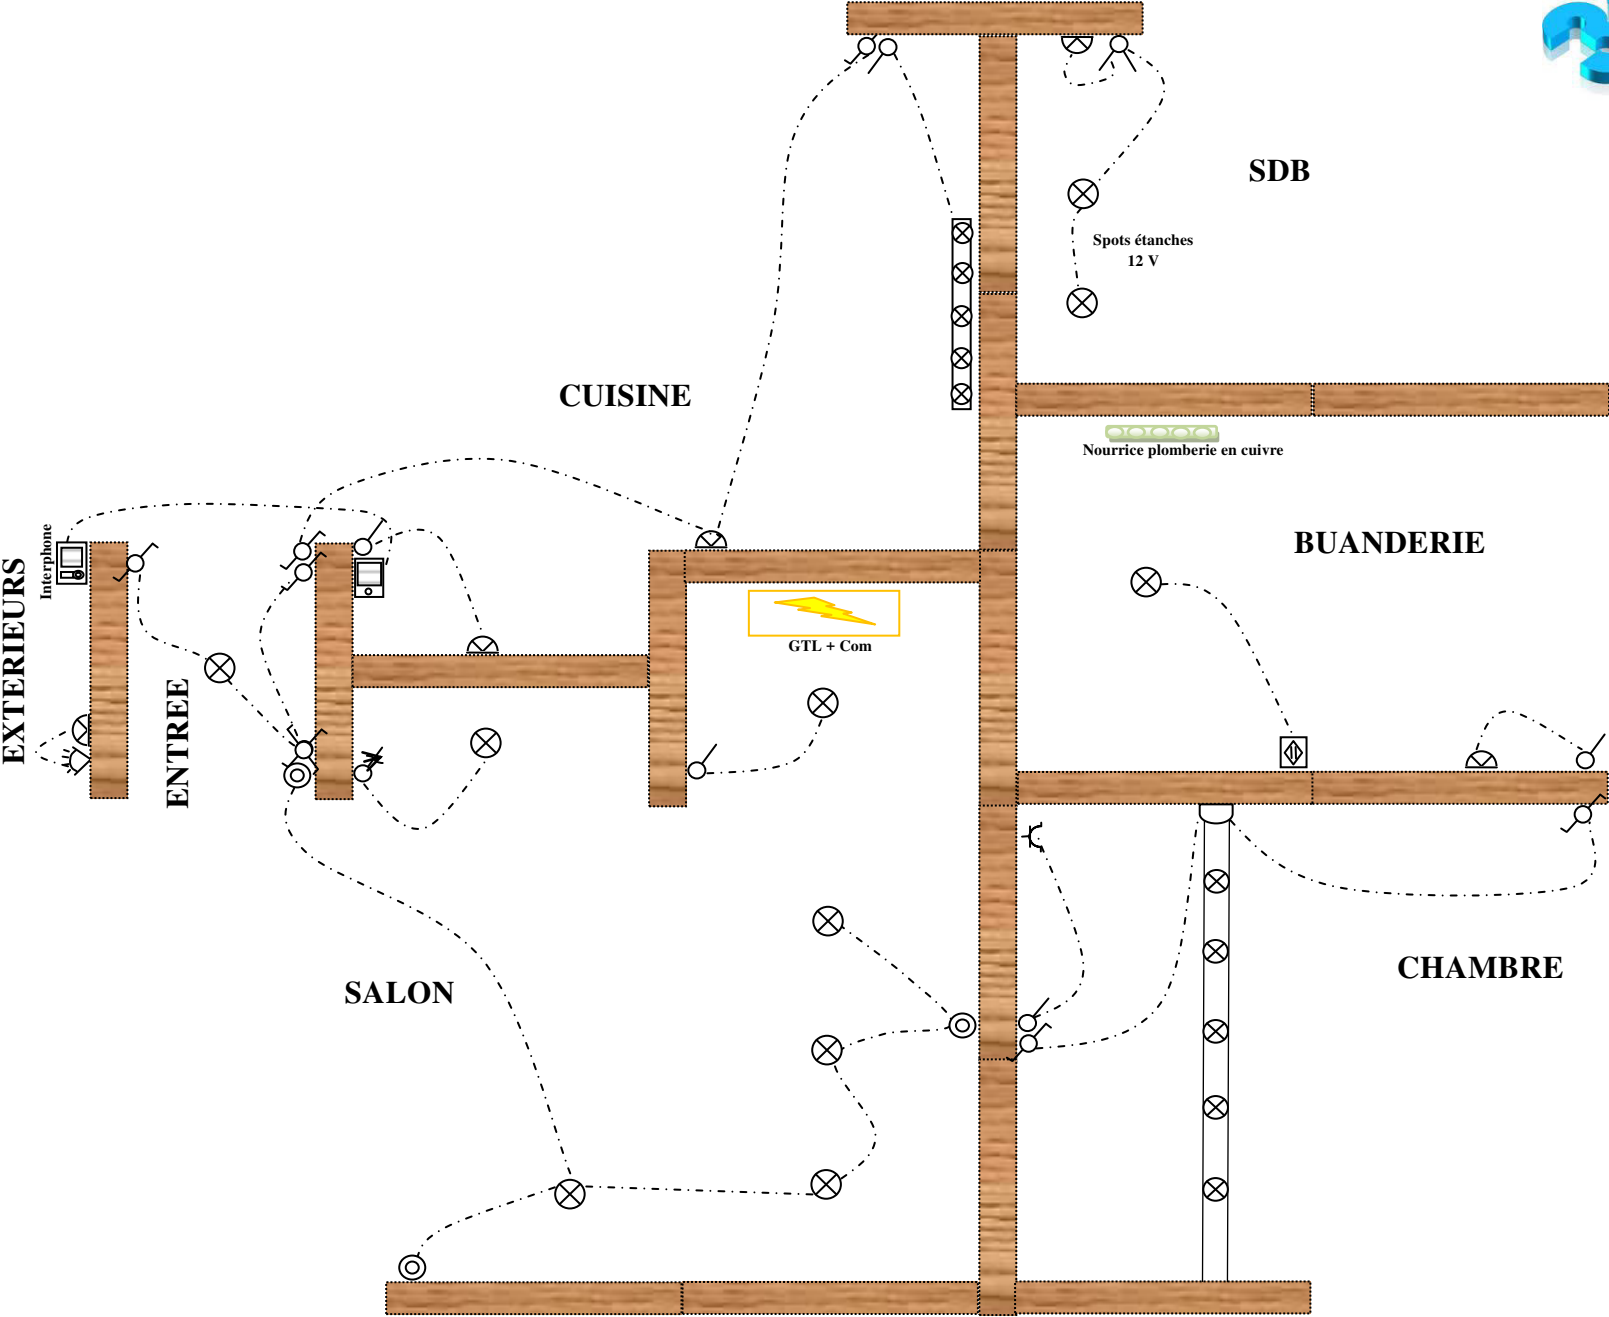 SDB
Spots étanches
12 V
CUISINE
Nourrice plomberie en cuivre
Interphone
BUANDERIE
EXTERIEURS
GTL + Com
ENTREE
CHAMBRE
SALON